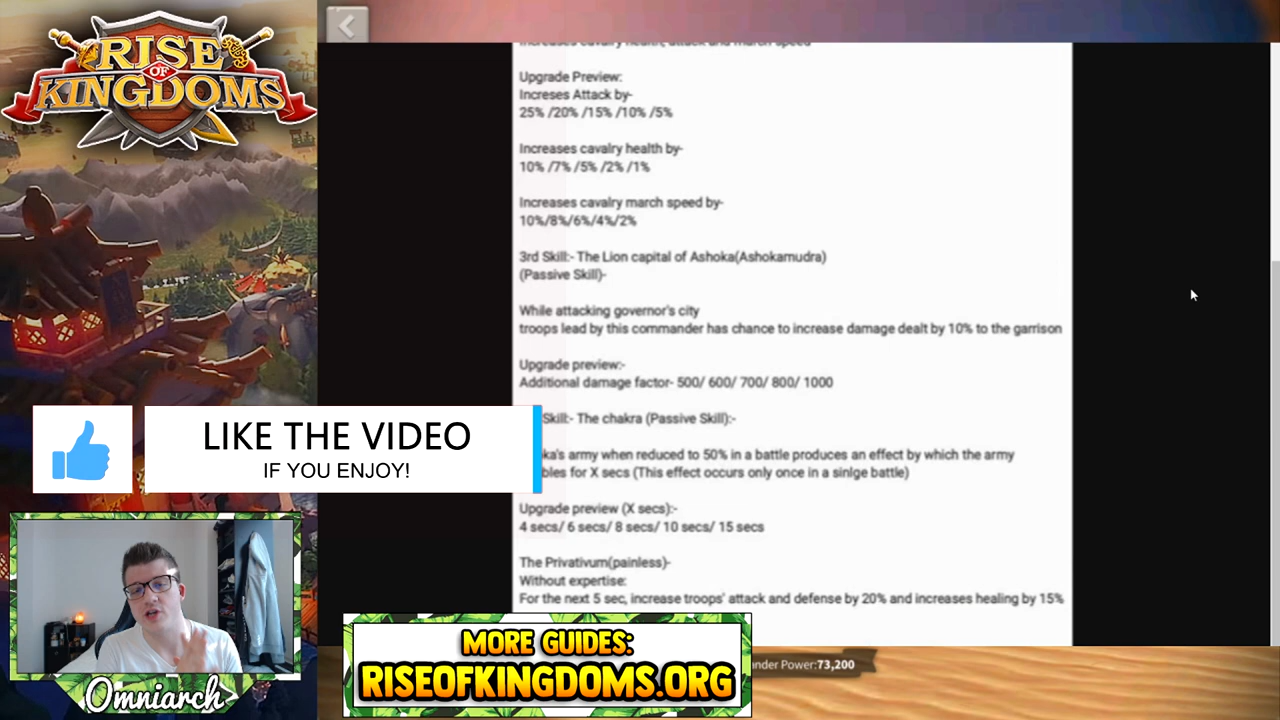 RISE
OF
KINGDOMS
Increases cavalry health, attack and march speed
Upgrade Preview:
Increses Attack by-
25% /20% /15% /10% /5%
Increases cavalry health by-
10% /7% /5% /2% /1%
Increases cavalry march speed by-
10%/8%/6%/4%/2%
3rd Skill:- The Lion capital of Ashoka(Ashokamudra)
(Passive Skill)-
While attacking governor's city
troops lead by this commander has chance to increase damage dealt by 10% to the garrison
Upgrade preview:-
Additional damage factor- 500/ 600/ 700/ 800/ 1000
Skill:- The chakra (Passive Skill):-
army when reduced to 50% in a battle produces an effect by which the army
for X secs (This effect occurs only once in a sinlge battle)
Upgrade preview (X secs):-
4 secs/ 6 secs/ 8 secs/ 10 secs/ 15 secs
The Privativum(painless)-
Without expertise:
For the next 5 sec, increase troops' attack and defense by 20% and increases healing by 15%
LIKE THE VIDEO
IF YOU ENJOY!
Omniarch
MORE GUIDES:
RISEOFKINGDOMS.ORG
Power:73,200